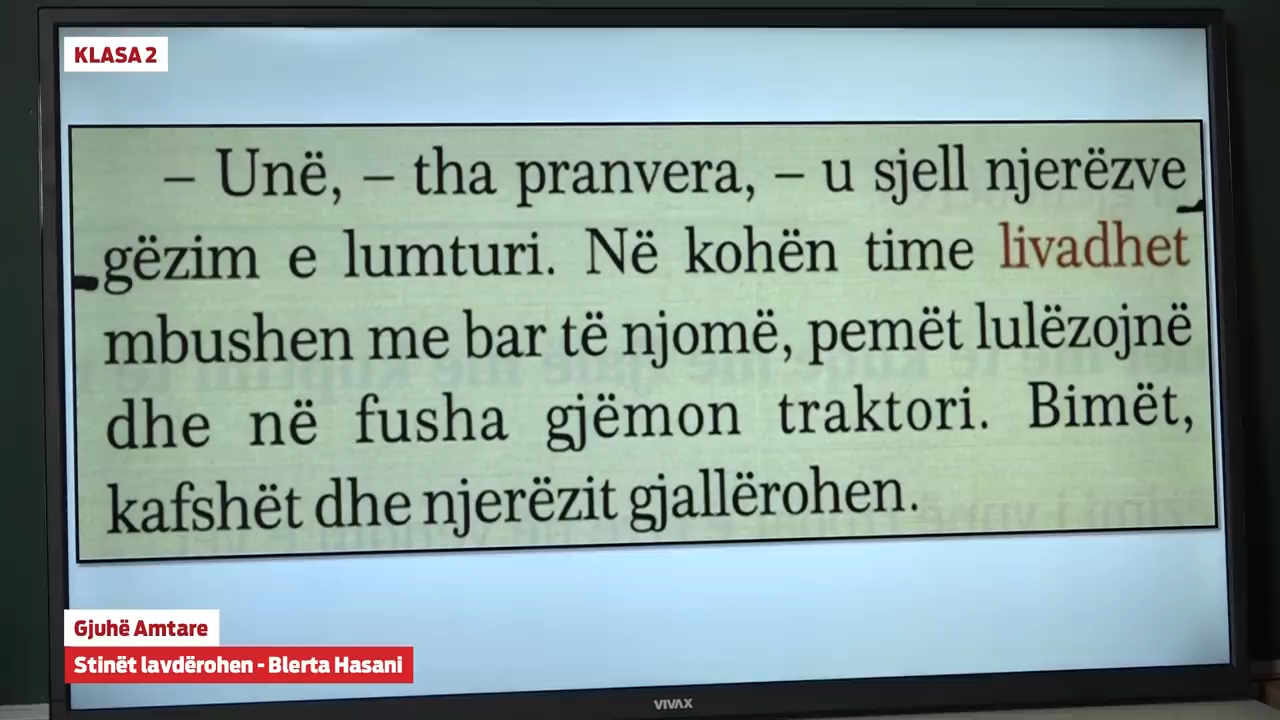 KLASA 2
– Unë, – tha pranvera, – u sjell njerëzve
gëzim e lumturi. Në kohën time livadhet
mbushen me bar të njomë, pemët lulëzojnë
dhe në fusha gjëmon traktori. Bimët,
kafshët dhe njerëzit gjallërohen.
Gjuhë Amtare
Stinët lavdërohen - Blerta Hasani
VIVAX